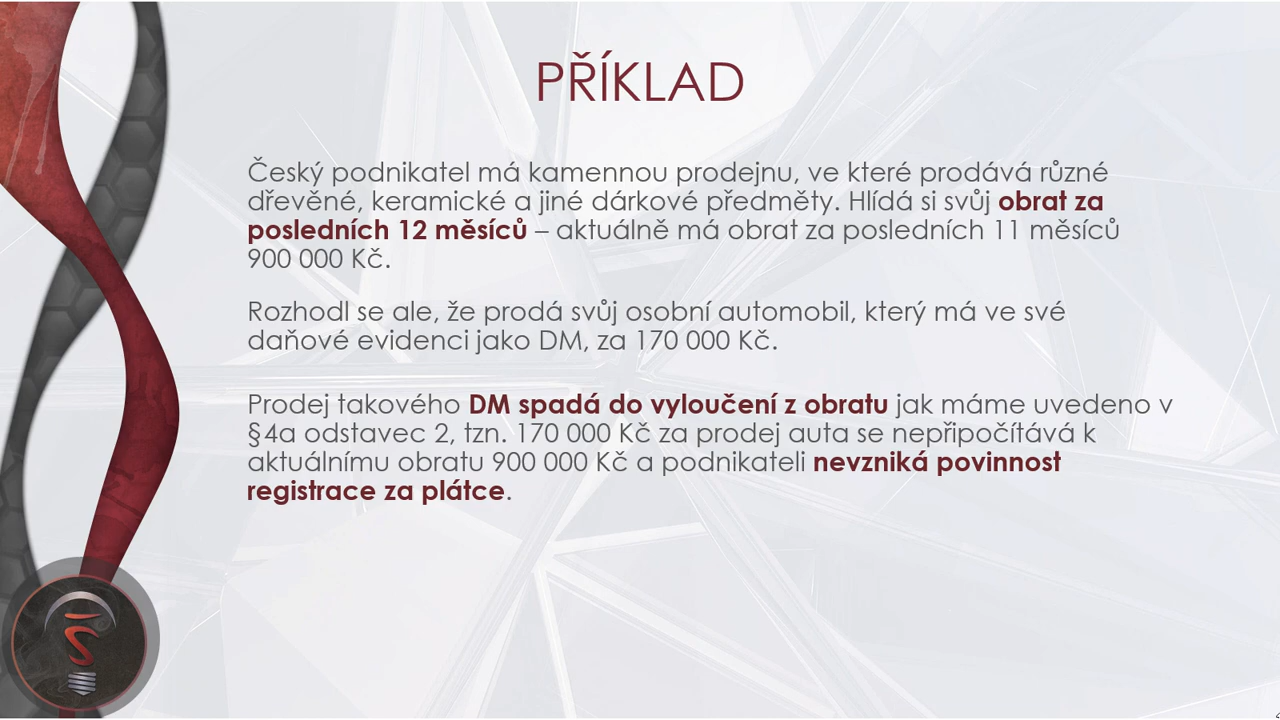 PŘÍKLAD
Český podnikatel má kamennou prodejnu, ve které prodává různé
dřevěné, keramické a jiné dárkové předměty. Hlídá si svůj obrat za
posledních 12 měsíců – aktuálně má obrat za posledních 11 měsíců
900 000 Kč.
Rozhodl se ale, že prodá svůj osobní automobil, který má ve své
daňové evidenci jako DM, za 170 000 Kč.
Prodej takového DM spadá do vyloučení z obratu jak máme uvedeno v
§4a odstavec 2, tzn. 170 000 Kč za prodej auta se nepřipočítává k
aktuálnímu obratu 900 000 Kč a podnikateli nevzniká povinnost
registrace za plátce.